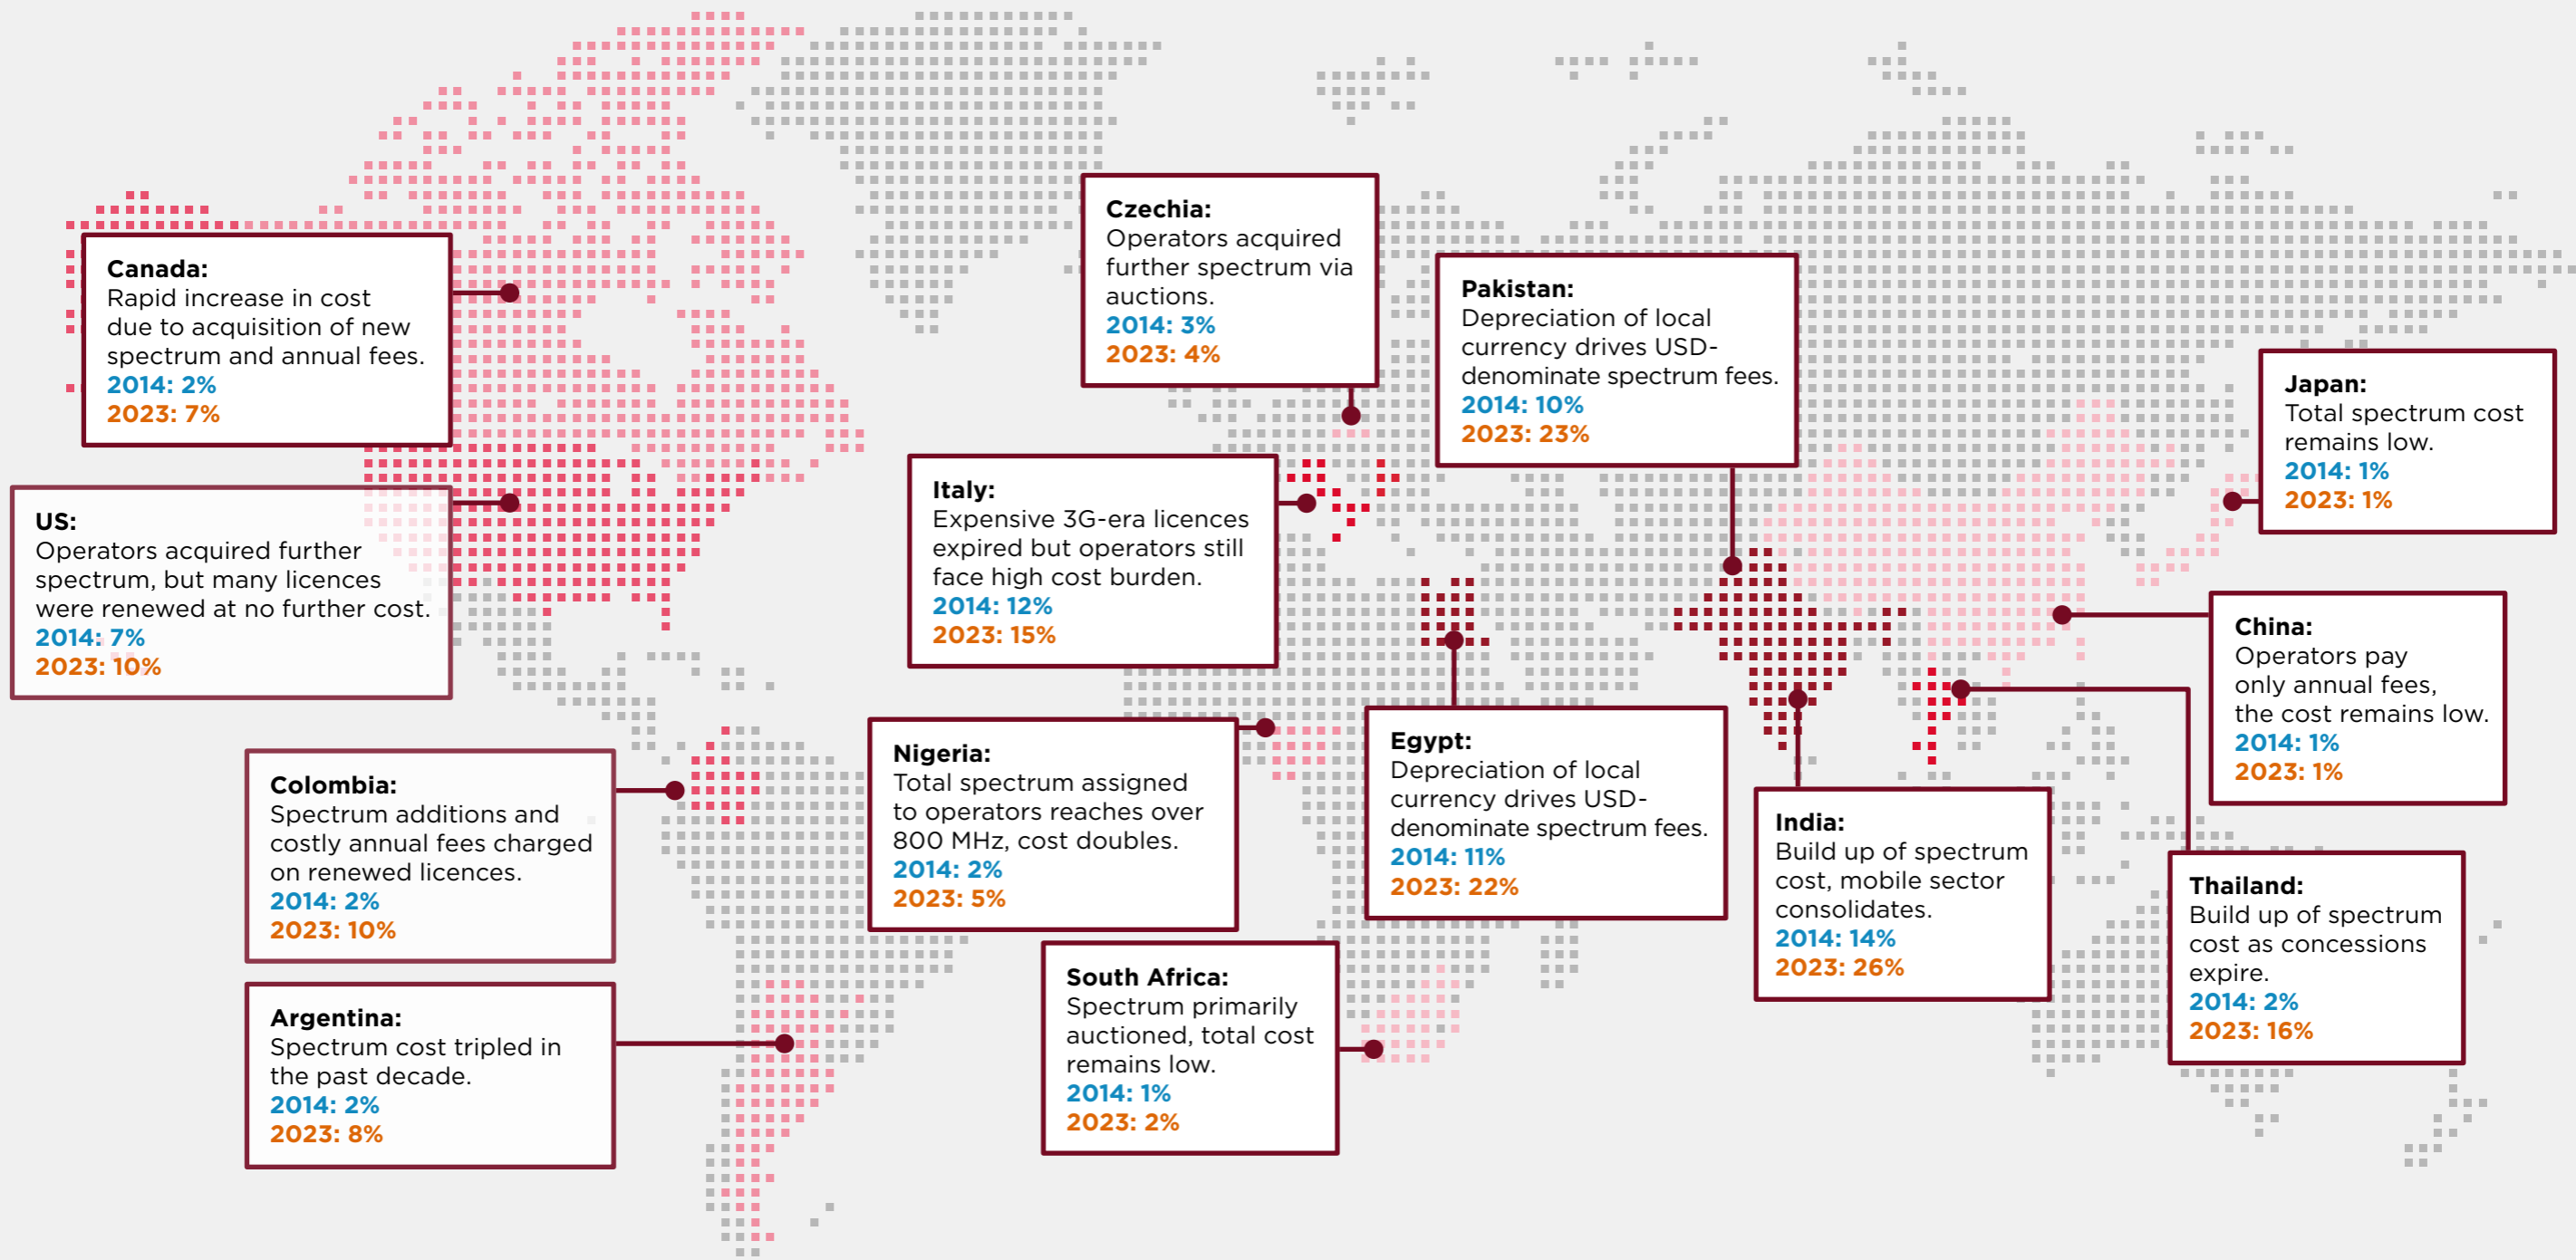 Canada:
Rapid increase in cost
due to acquisition of new
spectrum and annual fees.
2014: 2%
2023: 7%
US:
Operators acquired further
spectrum, but many licences
were renewed at no further cost.
2014: 7%
2023: 10%
Colombia:
Spectrum additions and
costly annual fees charged
on renewed licences.
2014: 2%
2023: 10%
Argentina:
Spectrum cost tripled in
the past decade.
2014: 2%
2023: 8%
Czechia:
Operators acquired
further spectrum via
auctions.
2014: 3%
2023: 4%
Italy:
Expensive 3G-era licences
expired but operators still
face high cost burden.
2014: 12%
2023: 15%
Nigeria:
Total spectrum assigned
to operators reaches over
800 MHz, cost doubles.
2014: 2%
2023: 5%
South Africa:
Spectrum primarily
auctioned, total cost
remains low.
2014: 1%
2023: 2%
Pakistan:
Depreciation of local
currency drives USD-
denominate spectrum fees.
2014: 10%
2023: 23%
Egypt:
Depreciation of local
currency drives USD-
denominate spectrum fees.
2014: 11%
2023: 22%
India:
Build up of spectrum
cost, mobile sector
consolidates.
2014: 14%
2023: 26%
Japan:
Total spectrum cost
remains low.
2014: 1%
2023: 1%
China:
Operators pay
only annual fees,
the cost remains low.
2014: 1%
2023: 1%
Thailand:
Build up of spectrum
cost as concessions
expire.
2014: 2%
2023: 16%